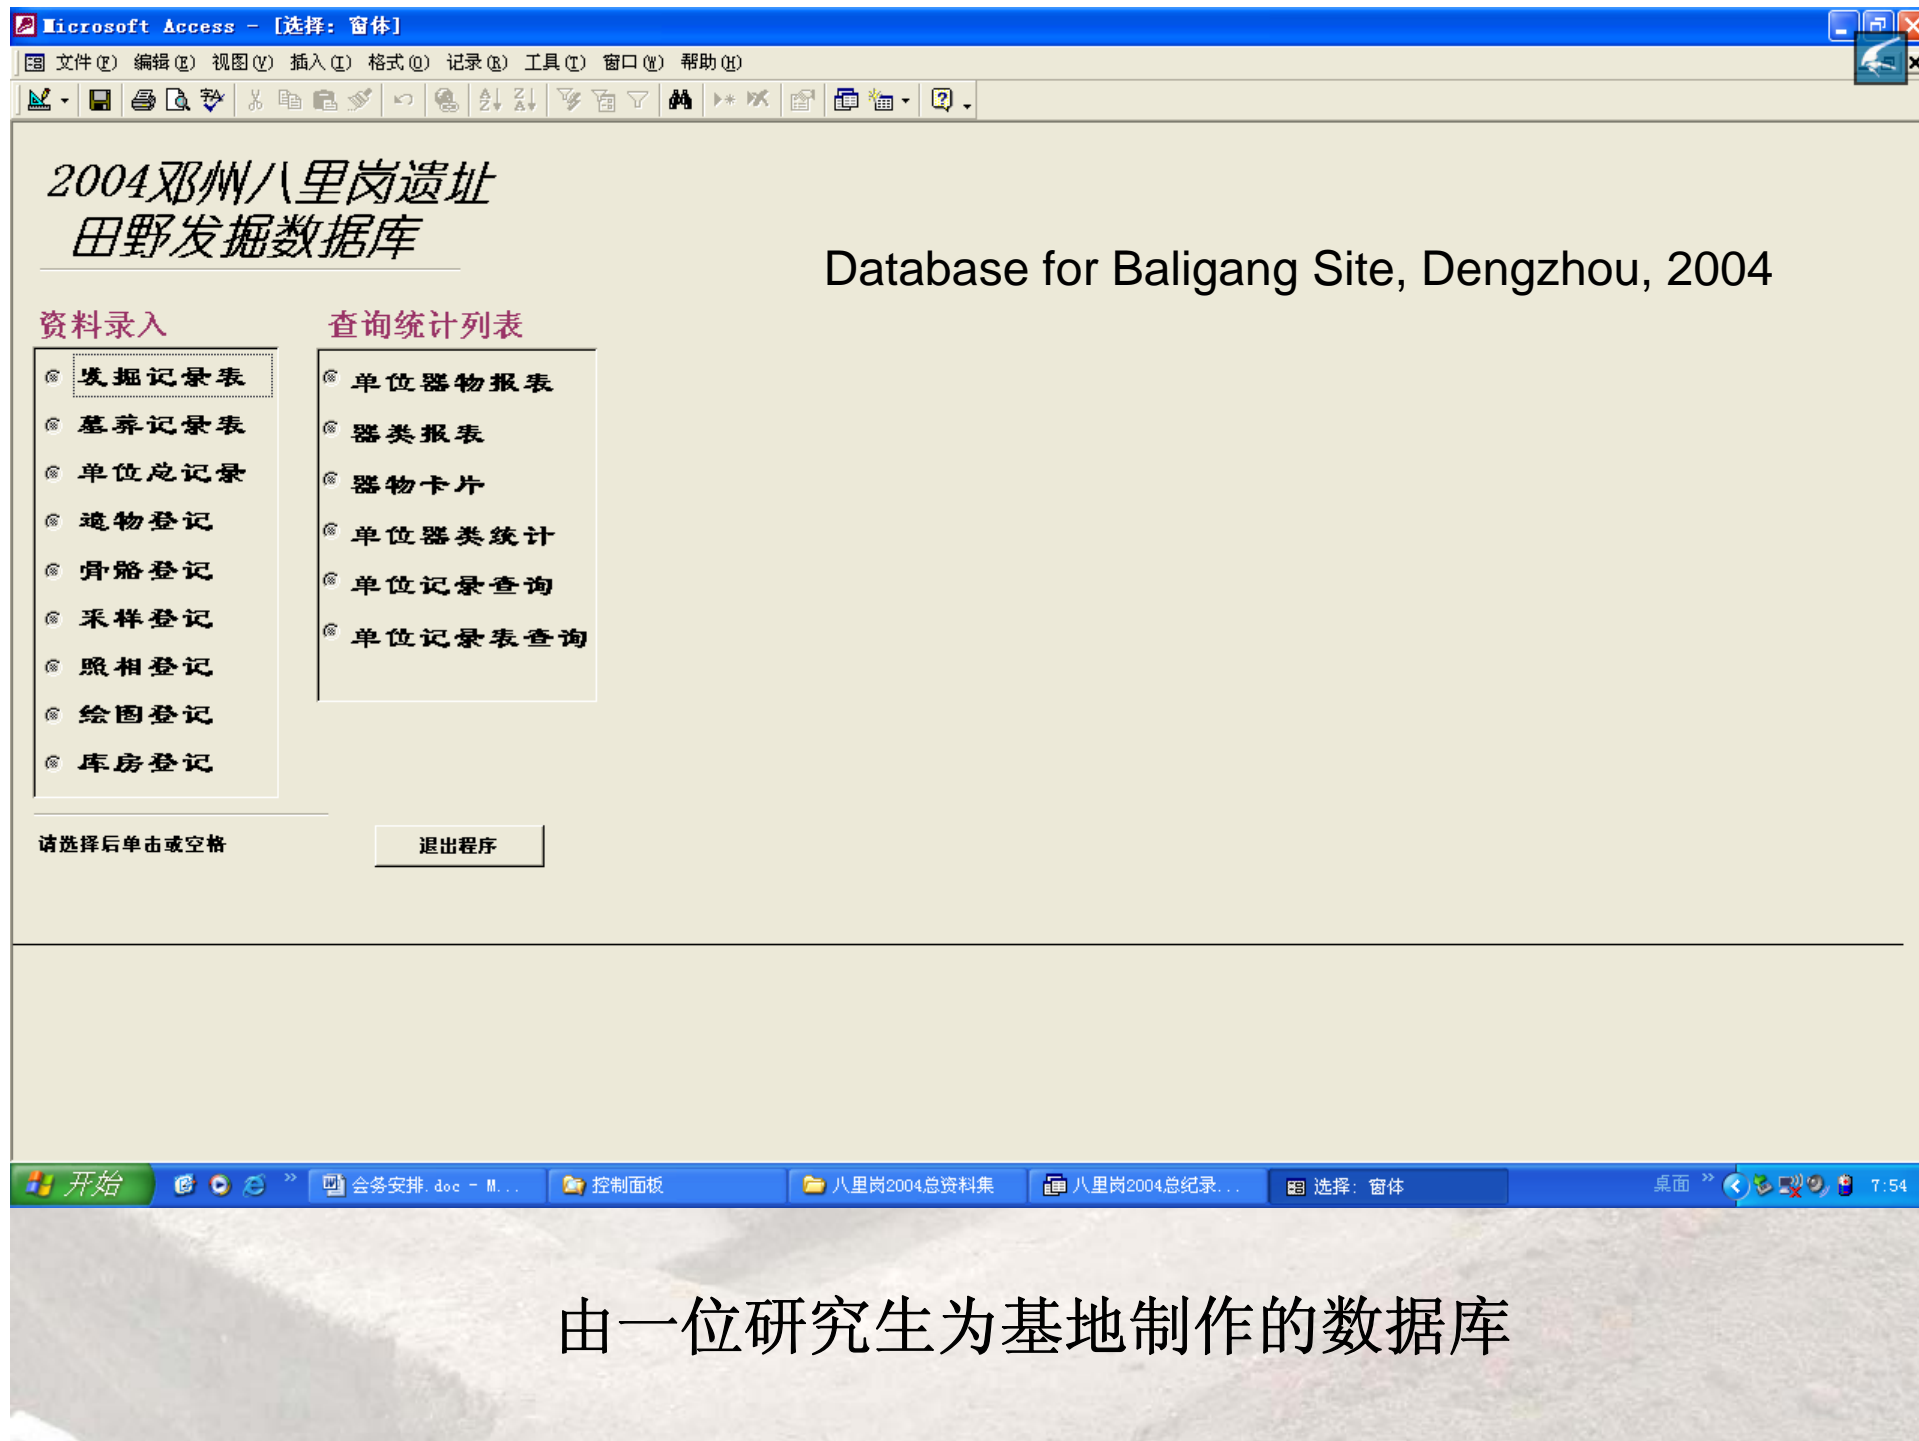 Microsoft Access - [选择: 窗体]
文件(F) 编辑(E) 视图(V) 插入(I) 格式(O) 记录(R) 工具(T) 窗口(W) 帮助(H)
2004邓州八里岗遗址
田野发掘数据库
Database for Baligang Site, Dengzhou, 2004
资料录入
发掘记录表
墓葬记录表
单位总记录
遗物登记
骨骼登记
采样登记
照相登记
绘图登记
库房登记
查询统计列表
单位器物报表
器类报表
器物卡片
单位器类统计
单位记录查询
单位记录表查询
请选择后单击或空格
退出程序
开始 会务安排.doc - M... 控制面板 八里岗2004总资料集 八里岗2004总纪录... 选择: 窗体 桌面 7:54
由一位研究生为基地制作的数据库